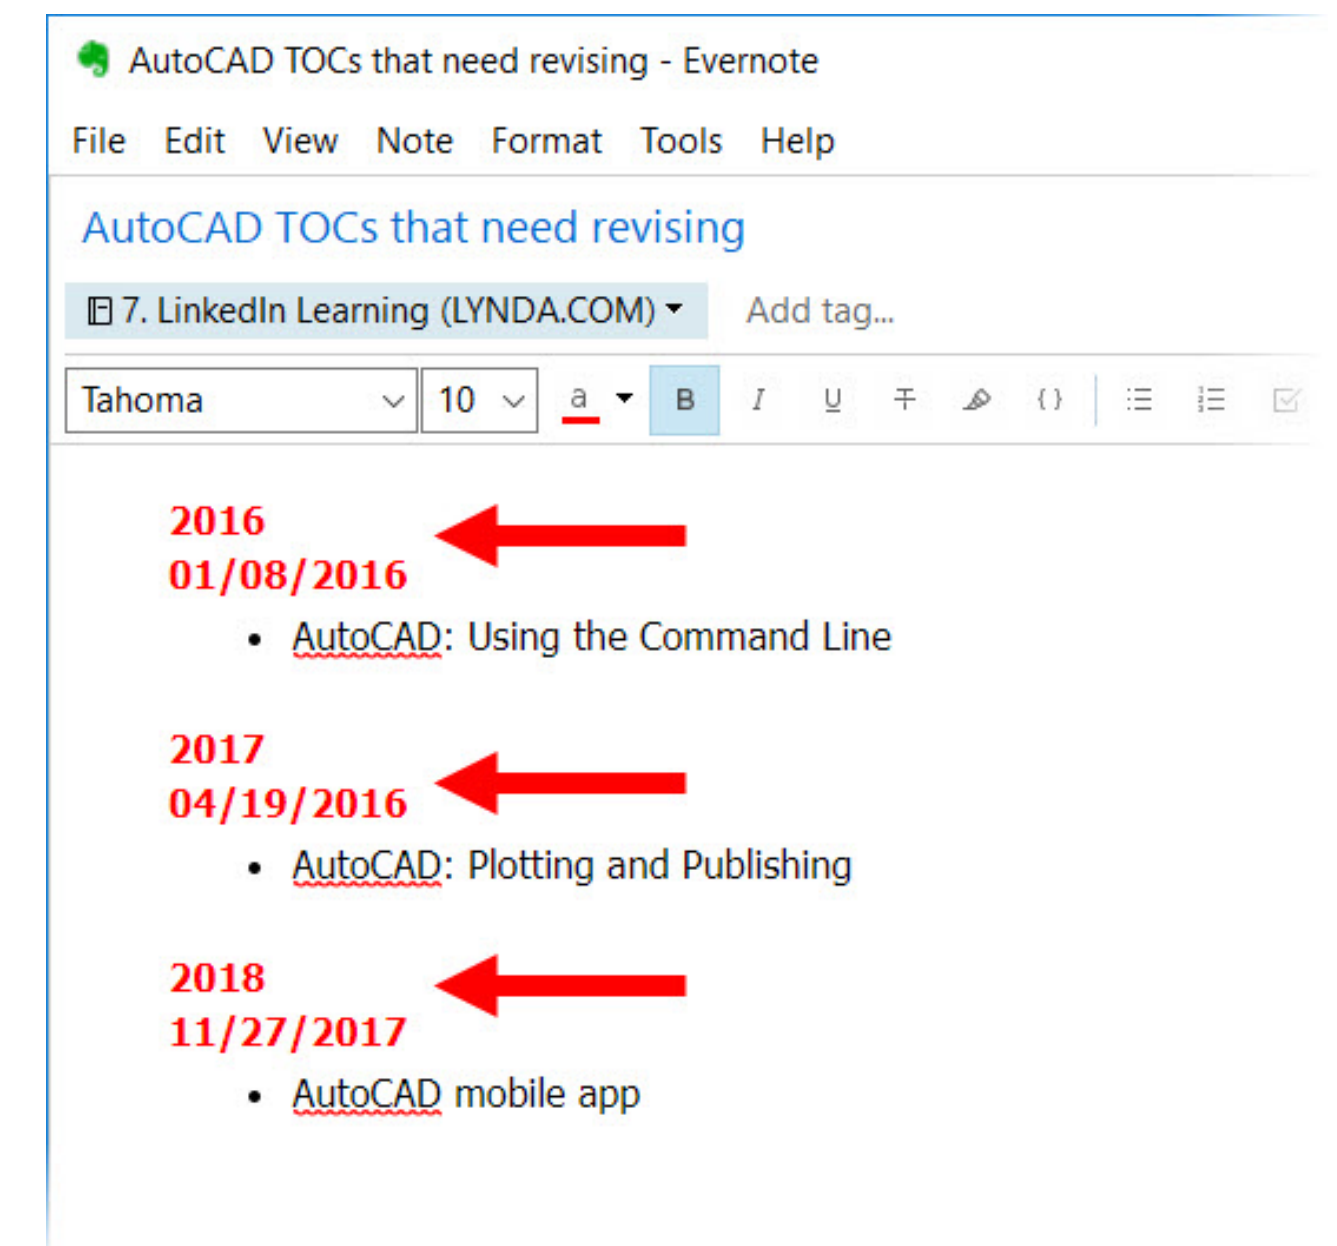 AutoCAD TOCs that need revising - Evernote
File Edit View Note Format Tools Help
AutoCAD TOCs that need revising
7. LinkedIn Learning (LYNDA.COM) Add tag...
Tahoma 10 a B I U T {}
2016
01/08/2016
• AutoCAD: Using the Command Line
2017
04/19/2016
• AutoCAD: Plotting and Publishing
2018
11/27/2017
• AutoCAD mobile app